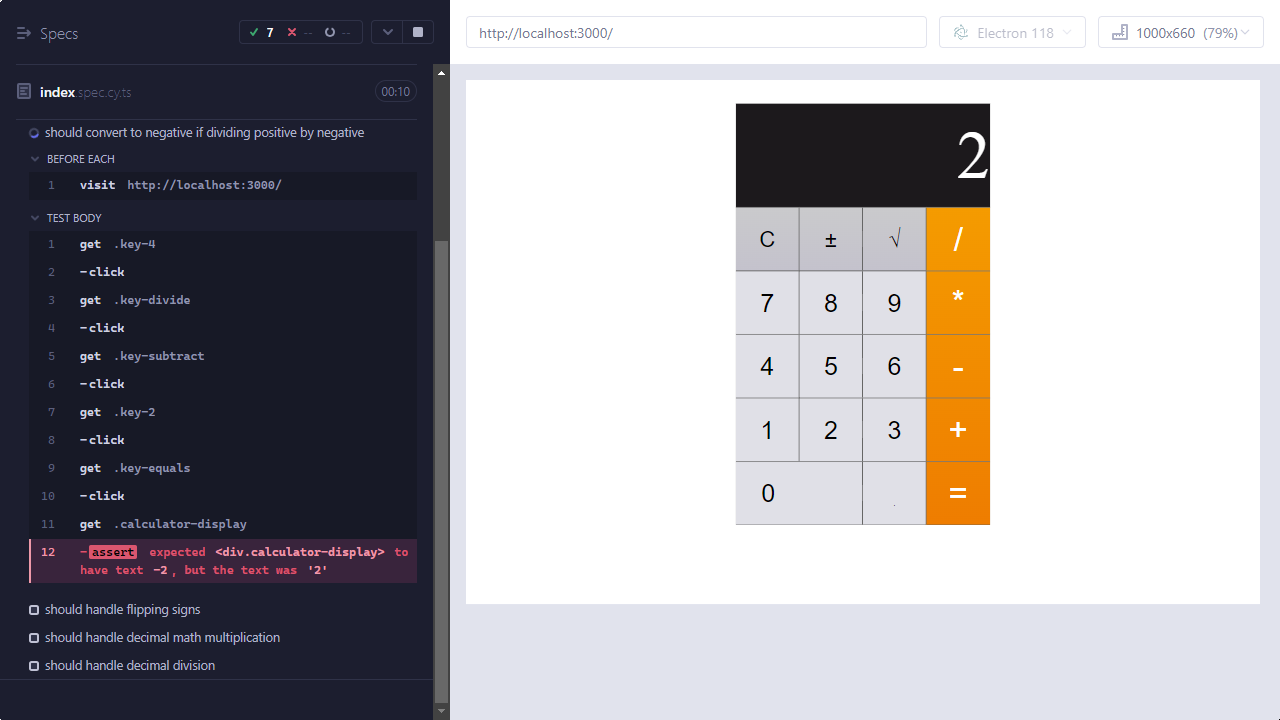 Specs
7 -- --
http://localhost:3000/
Electron 118
1000x660 (79%)
index.spec.cy.ts
00:10
should convert to negative if dividing positive by negative
BEFORE EACH
1 visit http://localhost:3000/
TEST BODY
1 get .key-4
2 -click
3 get .key-divide
4 -click
5 get .key-subtract
6 -click
7 get .key-2
8 -click
9 get .key-equals
10 -click
11 get .calculator-display
12 -assert expected <div.calculator-display> to
have text -2, but the text was '2'
should handle flipping signs
should handle decimal math multiplication
should handle decimal division
2
C ± √ /
7 8 9 *
4 5 6 -
1 2 3 +
0 . =